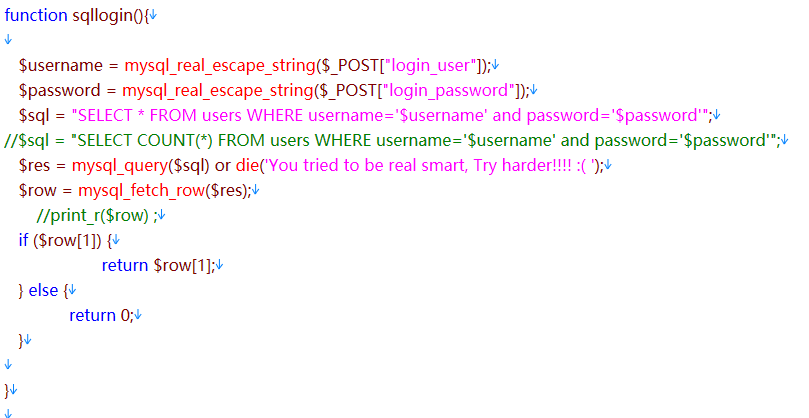 function sqllogin(){↓
↓
$username = mysql_real_escape_string($_POST["login_user"]);↓
$password = mysql_real_escape_string($_POST["login_password"]);↓
$sql = "SELECT * FROM users WHERE username='$username' and password='$password'";↓
//$sql = "SELECT COUNT(*) FROM users WHERE username='$username' and password='$password'";↓
$res = mysql_query($sql) or die('You tried to be real smart, Try harder!!!! :( ');↓
$row = mysql_fetch_row($res);↓
//print_r($row) ;↓
if ($row[1]) {↓
return $row[1];↓
} else {↓
return 0;↓
}↓
↓
}↓
↓